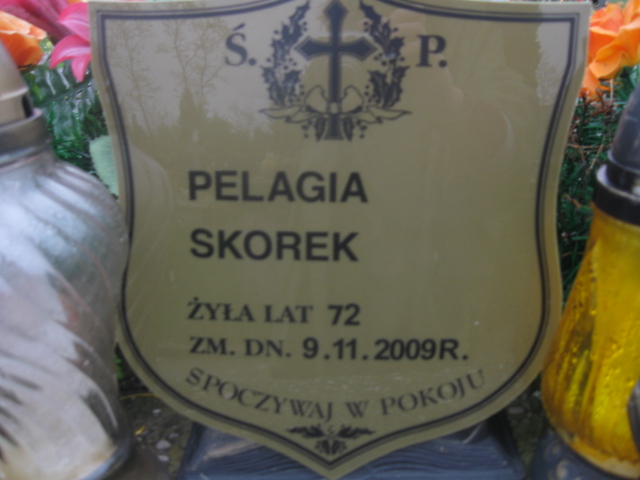 Ś. P.
PELAGIA
SKOREK
ŻYŁA LAT 72
ZM. DN. 9.11.2009R.
SPOCZYWAJ W POKOJU